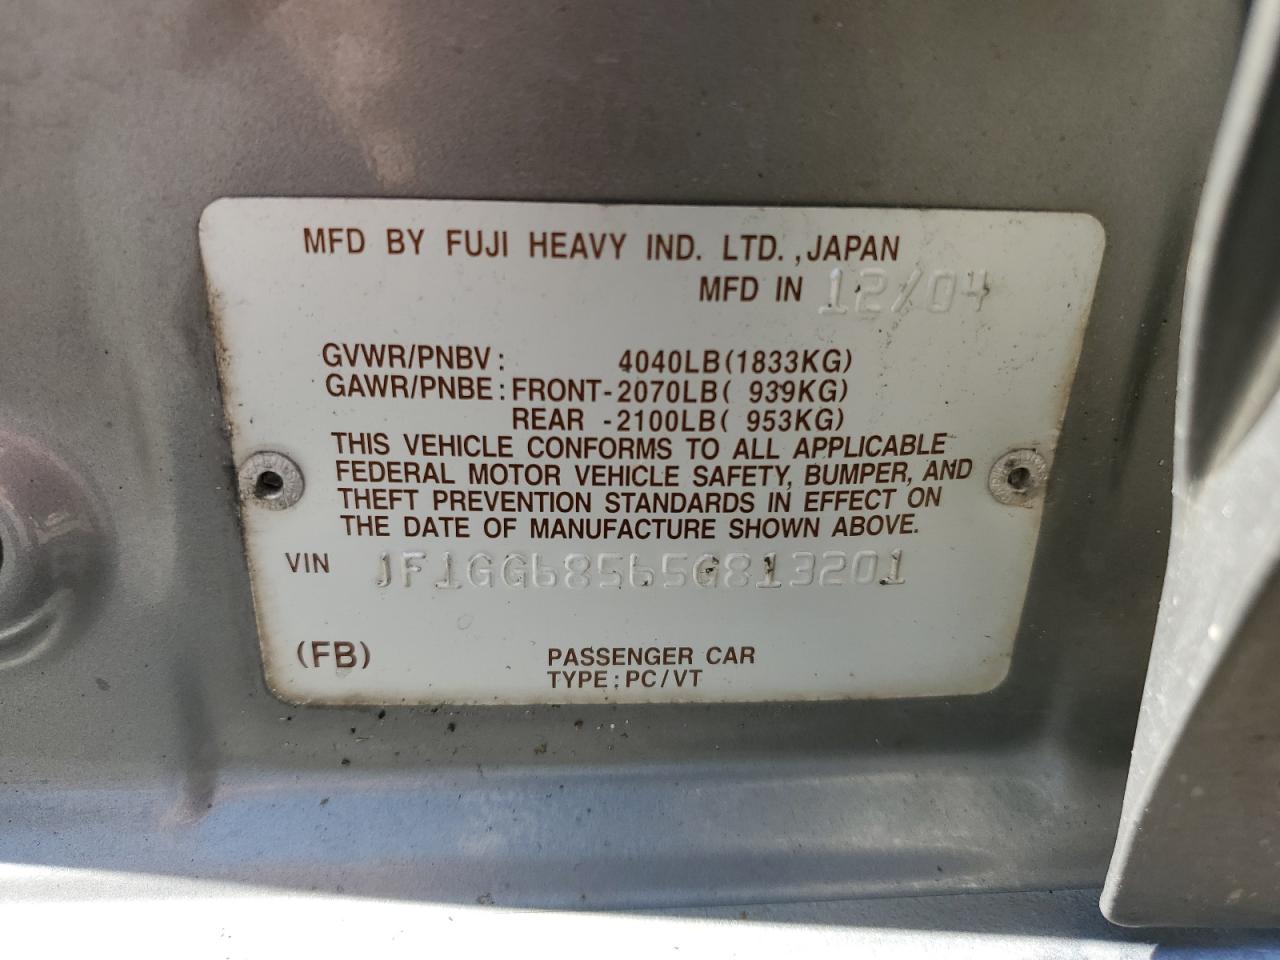 MFD BY FUJI HEAVY IND. LTD., JAPAN
MFD IN 12/04
GVWR/PNBV: 4040LB(1833KG)
GAWR/PNBE: FRONT-2070LB( 939KG)
REAR -2100LB( 953KG)
THIS VEHICLE CONFORMS TO ALL APPLICABLE
FEDERAL MOTOR VEHICLE SAFETY, BUMPER, AND
THEFT PREVENTION STANDARDS IN EFFECT ON
THE DATE OF MANUFACTURE SHOWN ABOVE.
VIN JF1GG68565G813201
(FB) PASSENGER CAR
TYPE: PC/VT